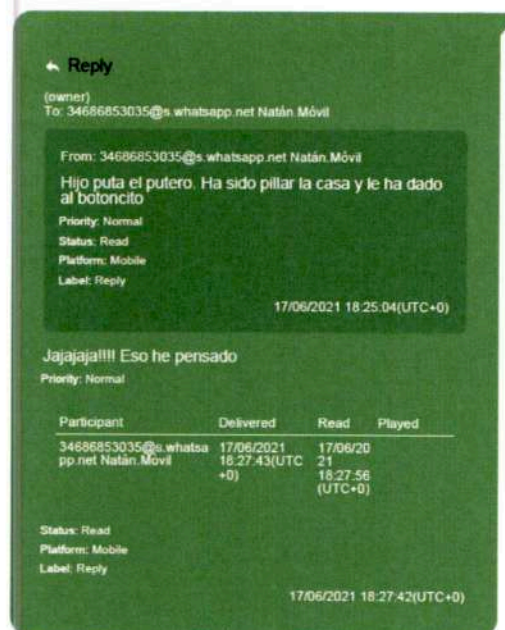 Reply
(owner)
To: 34686853035@s.whatsapp.net Natán.Móvil
From: 34686853035@s.whatsapp.net Natán.Móvil
Hijo puta el putero. Ha sido pillar la casa y le ha dado
al botoncito
Priority: Normal
Status: Read
Platform: Mobile
Label: Reply
17/06/2021 18:25:04(UTC+0)
Jajajaja!!!! Eso he pensado
Priority: Normal
Participant Delivered Read Played
34686853035@s.whatsa 17/06/2021 17/06/20
pp.net Natán.Móvil 18:27:43(UTC 21
+0) 18:27:56
(UTC+0)
Status: Read
Platform: Mobile
Label: Reply
17/06/2021 18:27:42(UTC+0)